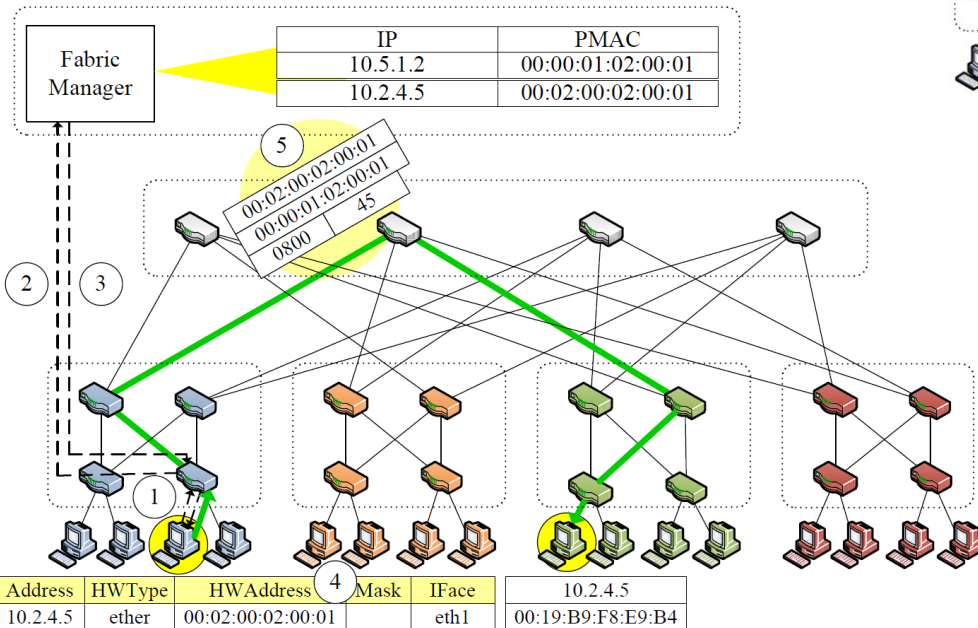 Fabric
Manager
IP PMAC
10.5.1.2 00:00:01:02:00:01
10.2.4.5 00:02:00:02:00:01
5
00:02:00:02:00:01
00:00:01:02:00:01
0800 45
2 3
1
4
Address HWType HWAddress Mask IFace
10.2.4.5 ether 00:02:00:02:00:01 eth1
10.2.4.5
00:19:B9:F8:E9:B4